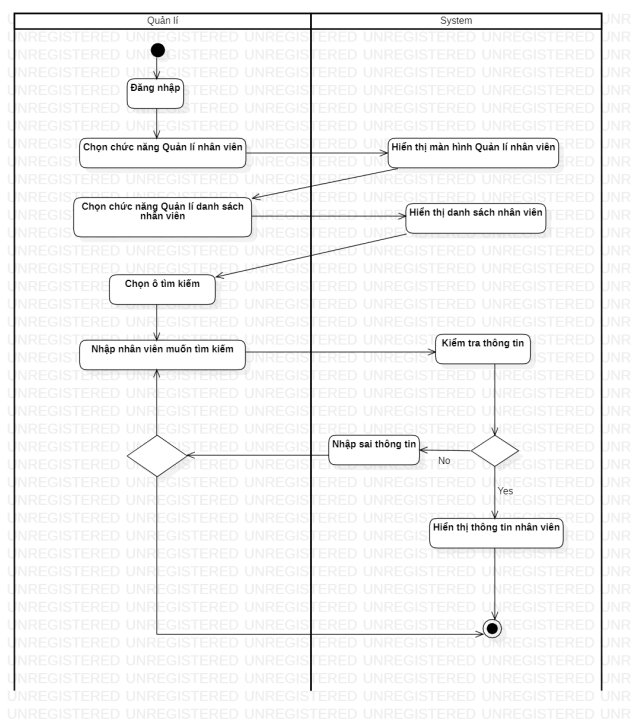 Quản lí
System
Đăng nhập
Chọn chức năng Quản lí nhân viên
Hiển thị màn hình Quản lí nhân viên
Chọn chức năng Quản lí danh sách
nhân viên
Hiển thị danh sách nhân viên
Chọn ô tìm kiếm
Nhập nhân viên muốn tìm kiếm
Kiểm tra thông tin
Nhập sai thông tin
No
Yes
Hiển thị thông tin nhân viên
UNREGISTERED